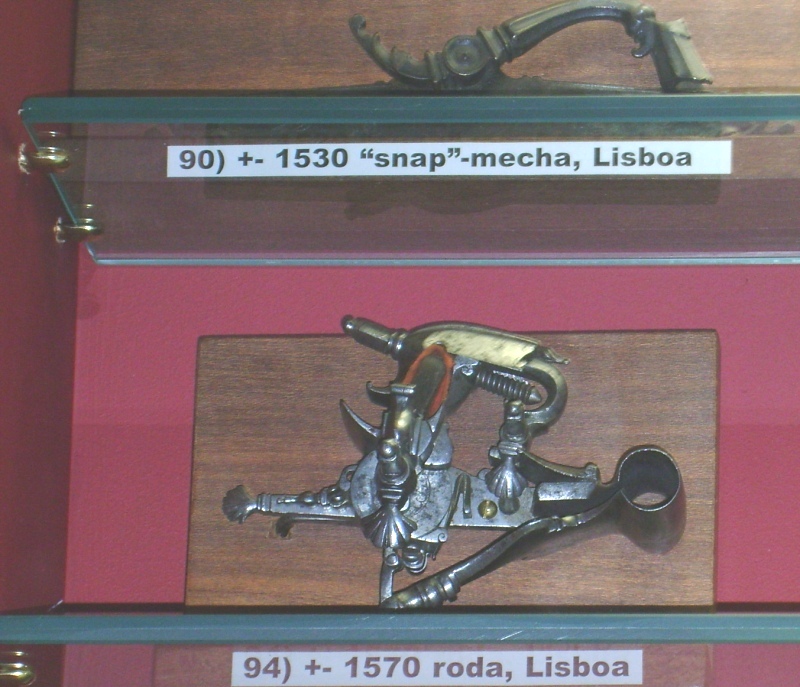 90) +- 1530 “snap”-mecha, Lisboa
94) +- 1570 roda, Lisboa